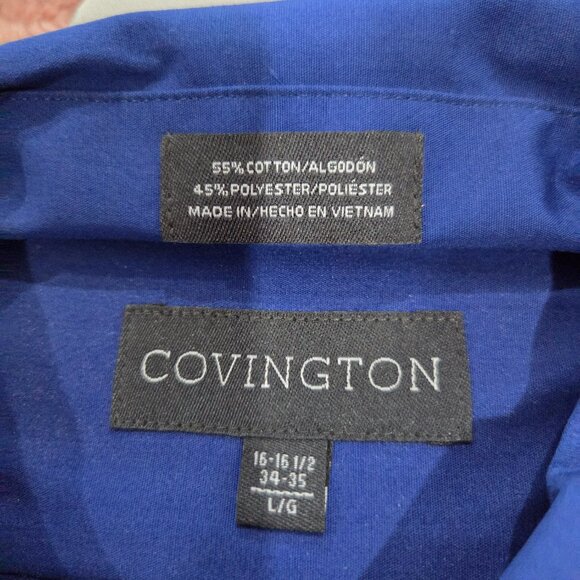 55% COTTON/ALGODÓN
45% POLYESTER/POLIÉSTER
MADE IN/HECHO EN VIETNAM
COVINGTON
16-16 1/2
34-35
L/G